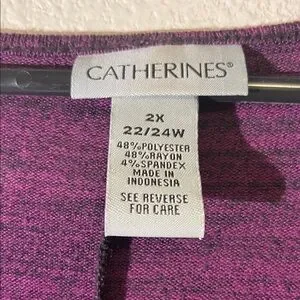 CATHERINES®
2X
22/24W
48%POLYESTER
48%RAYON
4%SPANDEX
MADE IN
INDONESIA
SEE REVERSE
FOR CARE